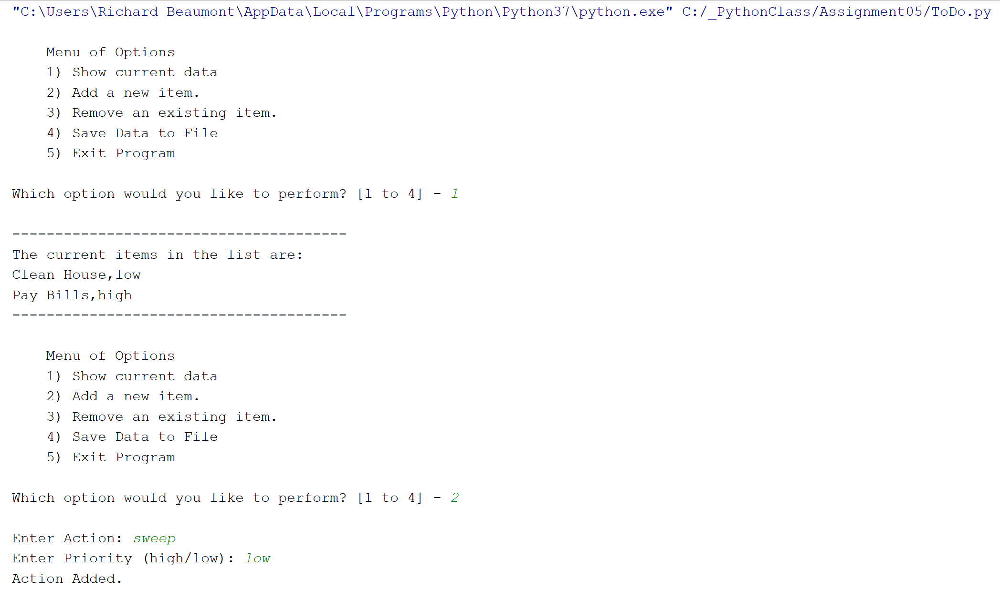 "C:\Users\Richard Beaumont\AppData\Local\Programs\Python\Python37\python.exe" C:/_PythonClass/Assignment05/ToDo.py
Menu of Options
1) Show current data
2) Add a new item.
3) Remove an existing item.
4) Save Data to File
5) Exit Program
Which option would you like to perform? [1 to 4] - 1
---------------------------------------
The current items in the list are:
Clean House,low
Pay Bills,high
---------------------------------------
Menu of Options
1) Show current data
2) Add a new item.
3) Remove an existing item.
4) Save Data to File
5) Exit Program
Which option would you like to perform? [1 to 4] - 2
Enter Action: sweep
Enter Priority (high/low): low
Action Added.